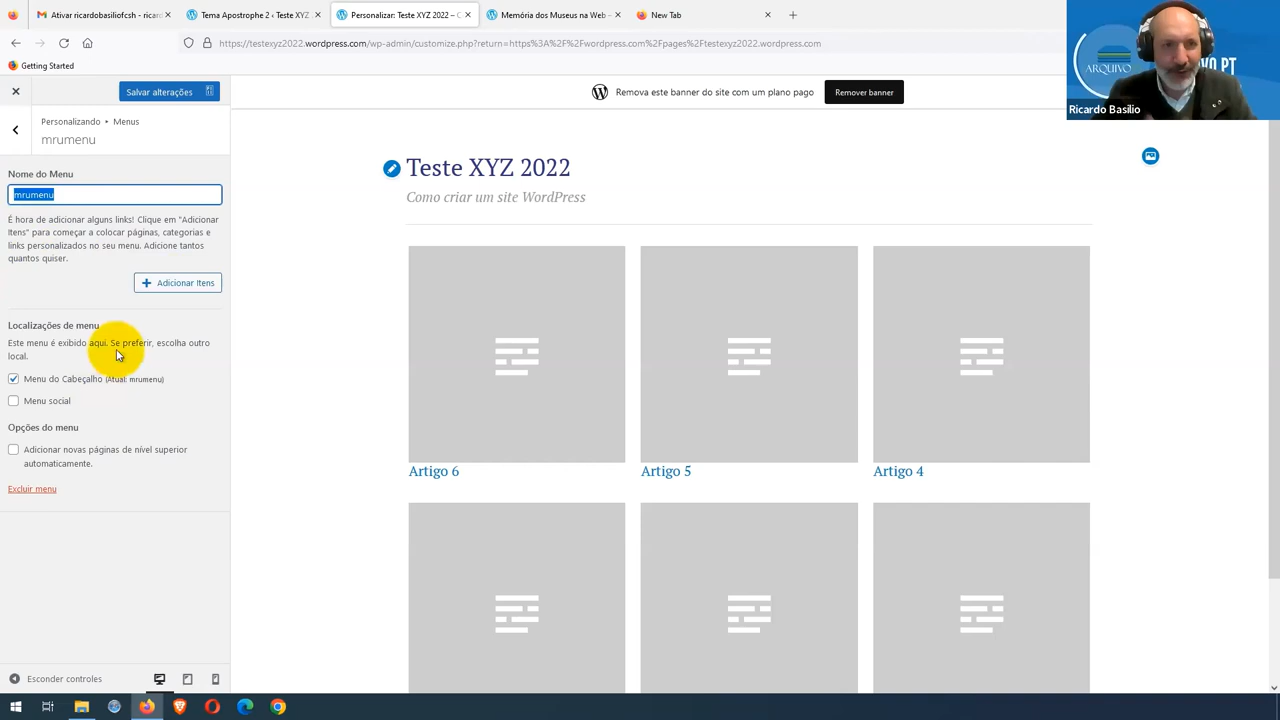 Ativar ricardobasiliofcsh - ricard
Tema Apostrophe 2 ‹ Teste XYZ
Personalizar: Teste XYZ 2022 – C
Memória dos Museus na Web –
New Tab
https://testexyz2022.wordpress.com/wp-admin/customize.php?return=https%3A%2F%2Fwordpress.com%2Fpages%2Ftestexyz2022.wordpress.com
Getting Started
Salvar alterações
Remova este banner do site com um plano pago
Remover banner
ARQUIVO
VO.PT
Ricardo Basílio
Personalizando ‣ Menus
mrumenu
Nome do Menu
mrumenu
É hora de adicionar alguns links! Clique em "Adicionar
Itens" para começar a colocar páginas, categorias e
links personalizados no seu menu. Adicione tantos
quantos quiser.
Adicionar Itens
Localizações de menu
Este menu é exibido aqui. Se preferir, escolha outro
local.
Menu do Cabeçalho (Atual: mrumenu)
Menu social
Opções do menu
Adicionar novas páginas de nível superior
automaticamente.
Excluir menu
Esconder controles
Teste XYZ 2022
Como criar um site WordPress
Artigo 6
Artigo 5
Artigo 4